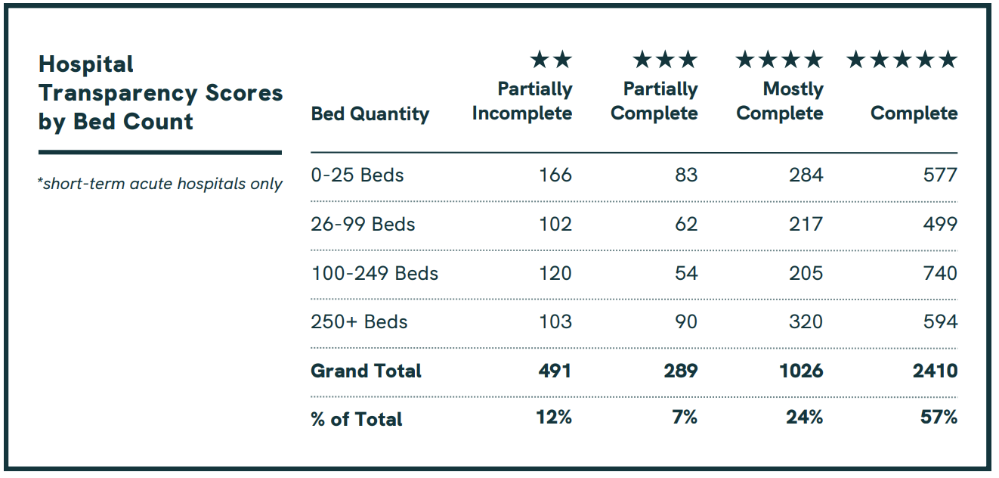 Hospital
Transparency Scores
by Bed Count
*short-term acute hospitals only
Bed Quantity ★★ Partially Incomplete ★★★ Partially Complete ★★★★ Mostly Complete ★★★★★ Complete
0-25 Beds 166 83 284 577
26-99 Beds 102 62 217 499
100-249 Beds 120 54 205 740
250+ Beds 103 90 320 594
Grand Total 491 289 1026 2410
% of Total 12% 7% 24% 57%